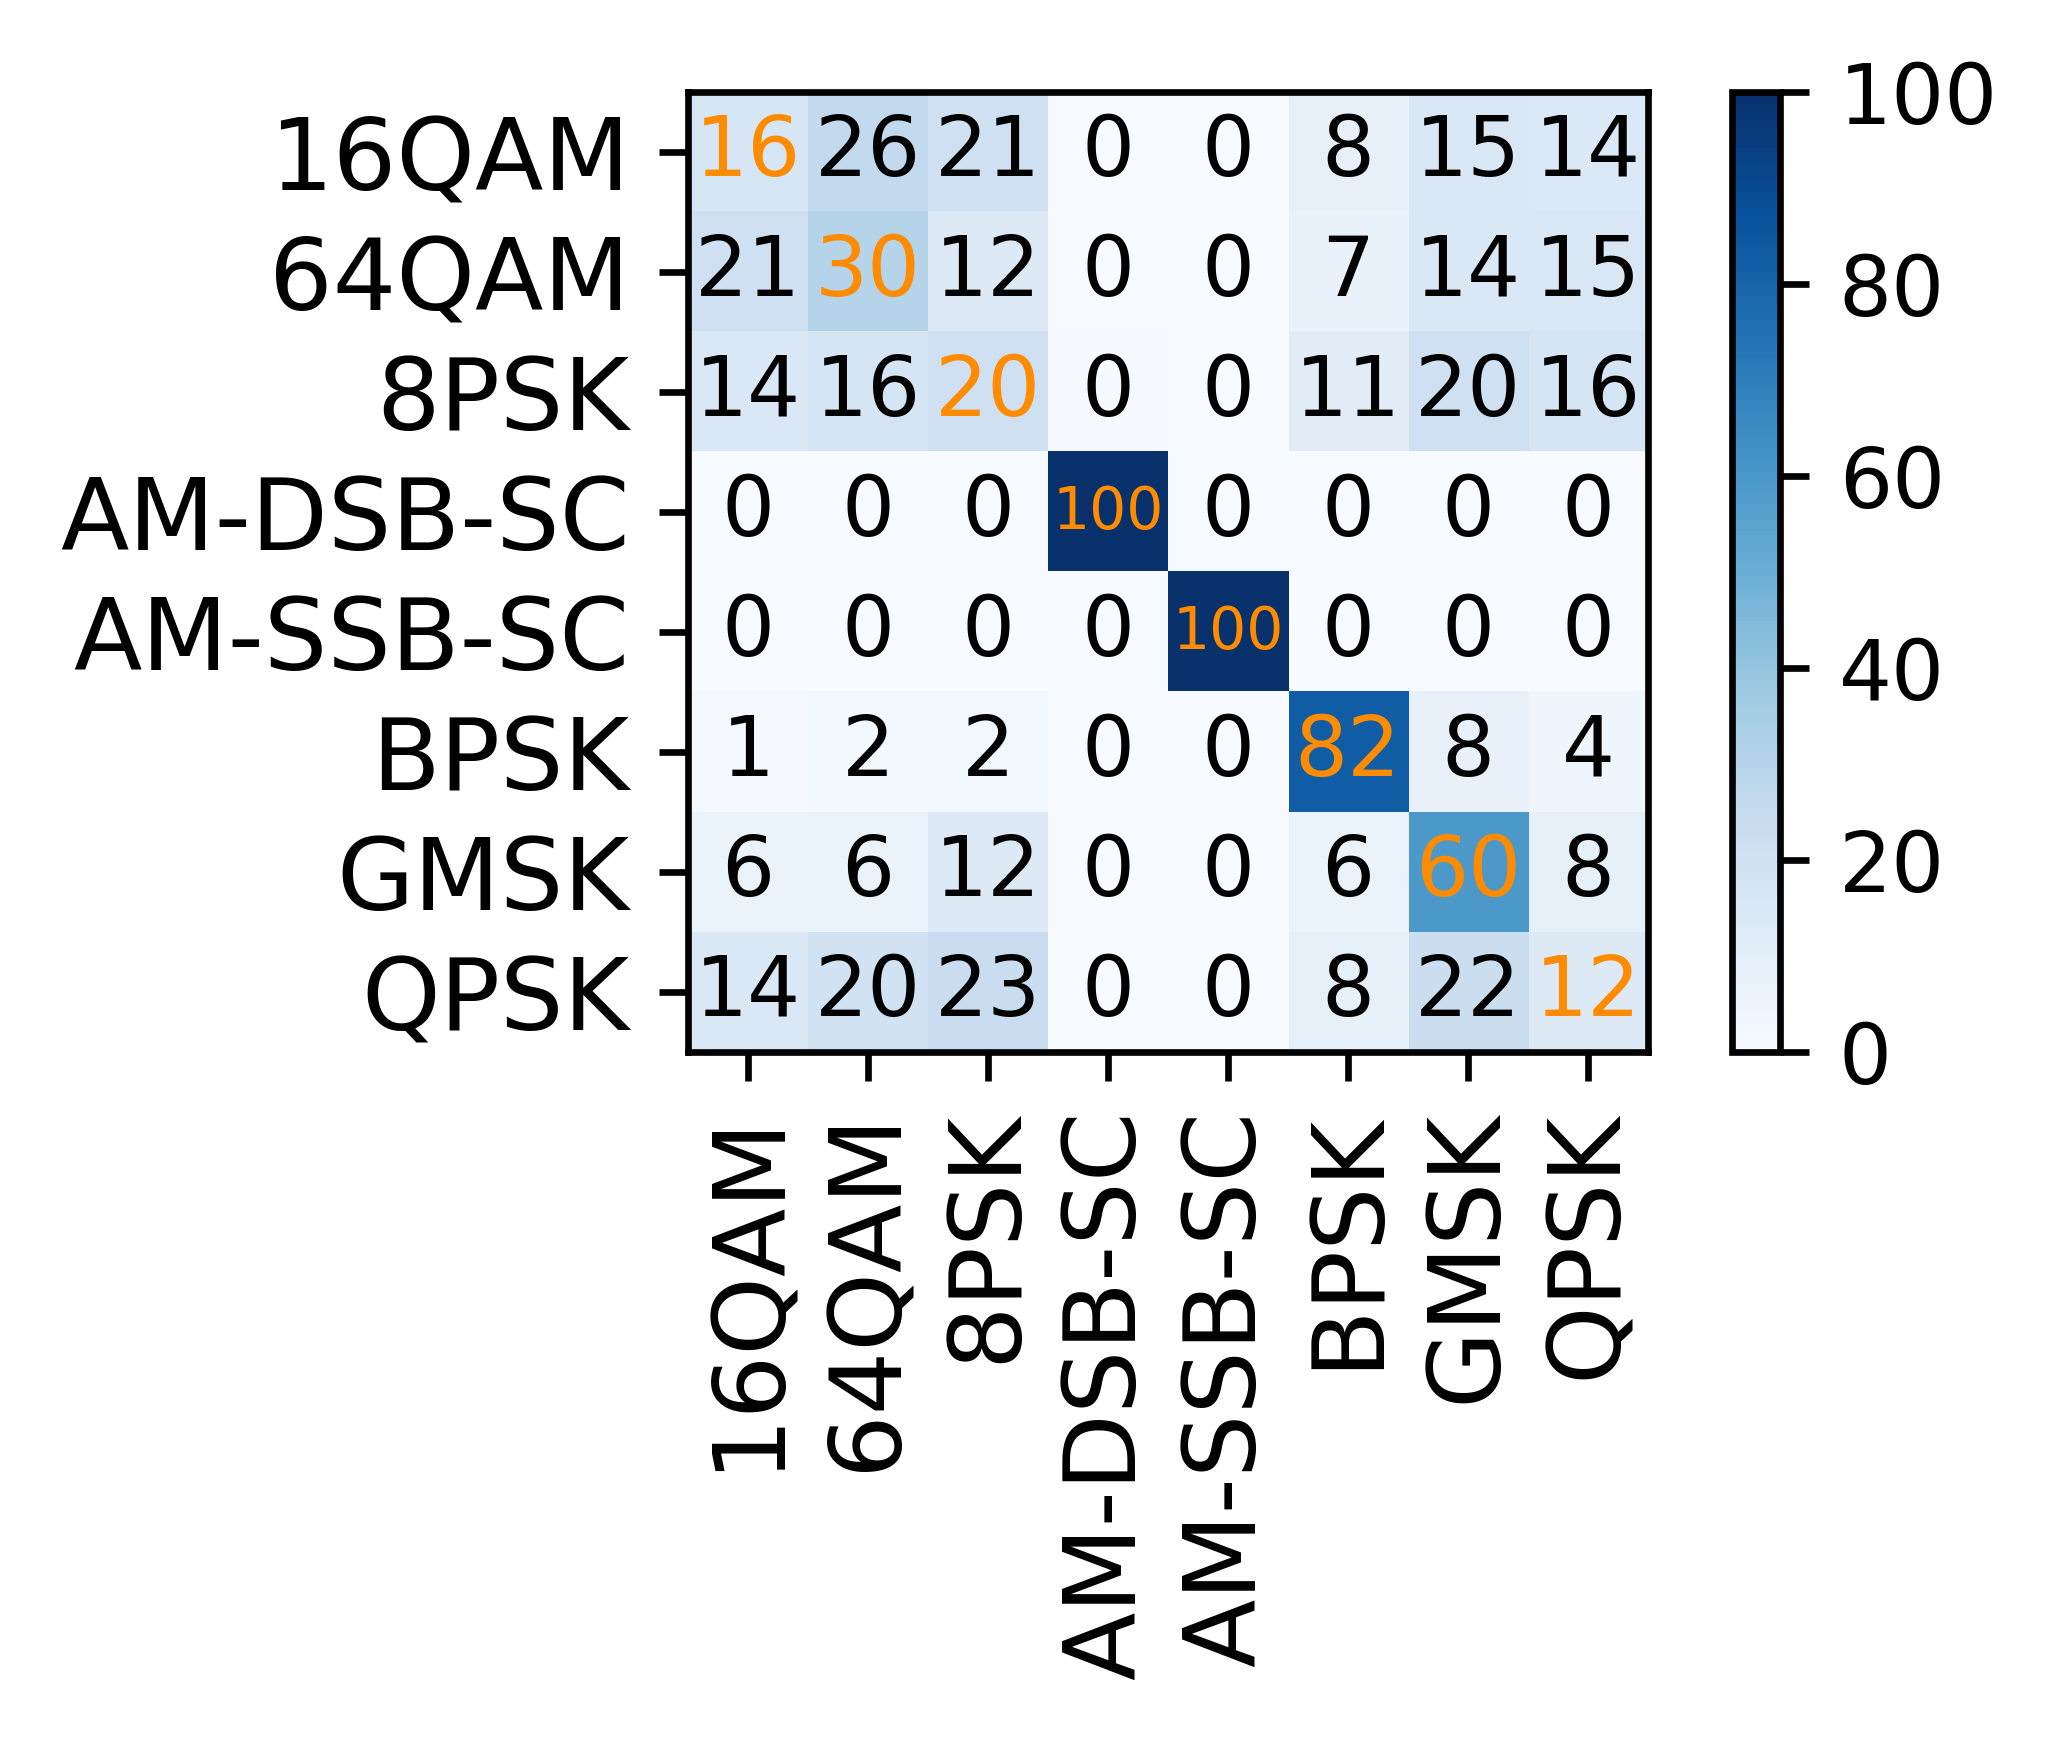 16QAM 16 26 21 0 0 8 15 14
64QAM 21 30 12 0 0 7 14 15
8PSK 14 16 20 0 0 11 20 16
AM-DSB-SC 0 0 0 100 0 0 0 0
AM-SSB-SC 0 0 0 0 100 0 0 0
BPSK 1 2 2 0 0 82 8 4
GMSK 6 6 12 0 0 6 60 8
QPSK 14 20 23 0 0 8 22 12
16QAM
64QAM
8PSK
AM-DSB-SC
AM-SSB-SC
BPSK
GMSK
QPSK
100
80
60
40
20
0